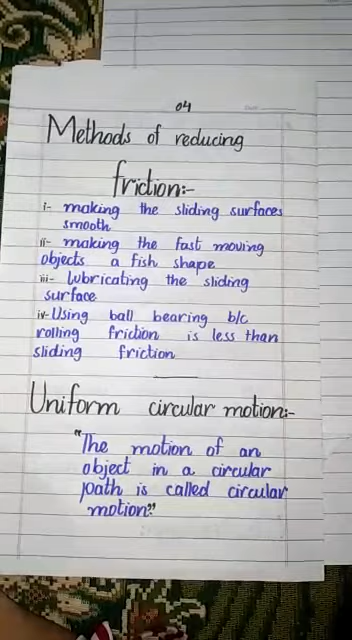 04
Date:
Methods of reducing
friction:-
i- making the sliding surfaces
smooth
ii- making the fast moving
objects a fish shape
iii- lubricating the sliding
surface
iv- Using ball bearing b/c
rolling friction is less than
sliding friction
Uniform circular motion:-
"The motion of an
object in a circular
path is called circular
motion."